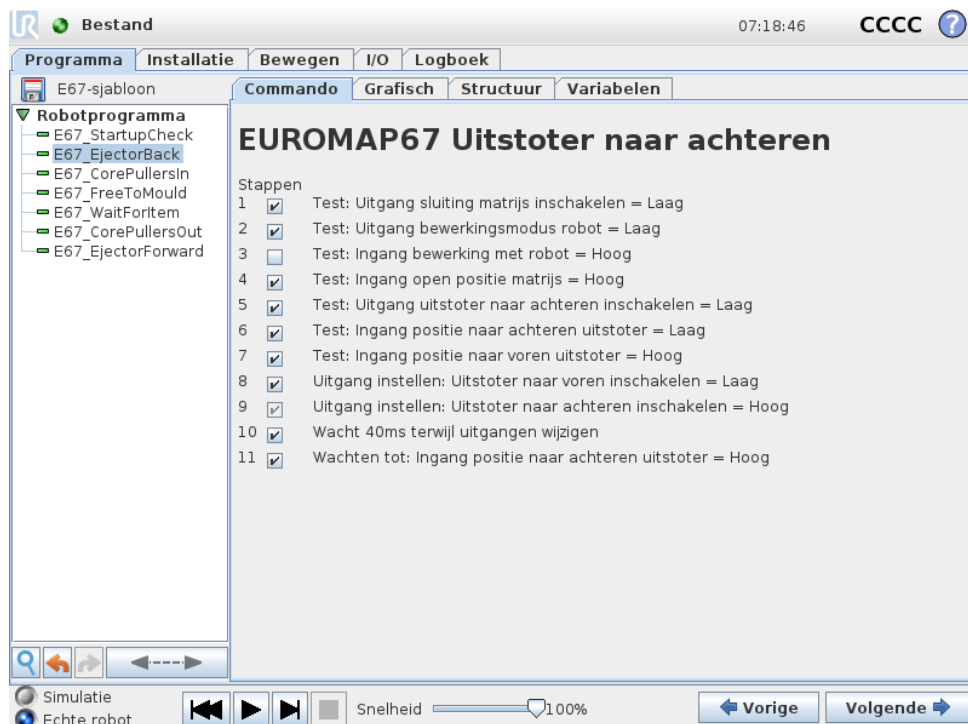 UR Bestand 07:18:46 CCCC ?
Programma Installatie Bewegen I/O Logboek
E67-sjabloon
Commando Grafisch Structuur Variabelen
Robotprogramma
E67_StartupCheck
E67_EjectorBack
E67_CorePullersIn
E67_FreeToMould
E67_WaitForItem
E67_CorePullersOut
E67_EjectorForward
EUROMAP67 Uitstoter naar achteren
Stappen
1 Test: Uitgang sluiting matrijs inschakelen = Laag
2 Test: Uitgang bewerkingsmodus robot = Laag
3 Test: Ingang bewerking met robot = Hoog
4 Test: Ingang open positie matrijs = Hoog
5 Test: Uitgang uitstoter naar achteren inschakelen = Laag
6 Test: Ingang positie naar achteren uitstoter = Laag
7 Test: Ingang positie naar voren uitstoter = Hoog
8 Uitgang instellen: Uitstoter naar voren inschakelen = Laag
9 Uitgang instellen: Uitstoter naar achteren inschakelen = Hoog
10 Wacht 40ms terwijl uitgangen wijzigen
11 Wachten tot: Ingang positie naar achteren uitstoter = Hoog
Simulatie
Echte robot
Snelheid 100%
Vorige Volgende